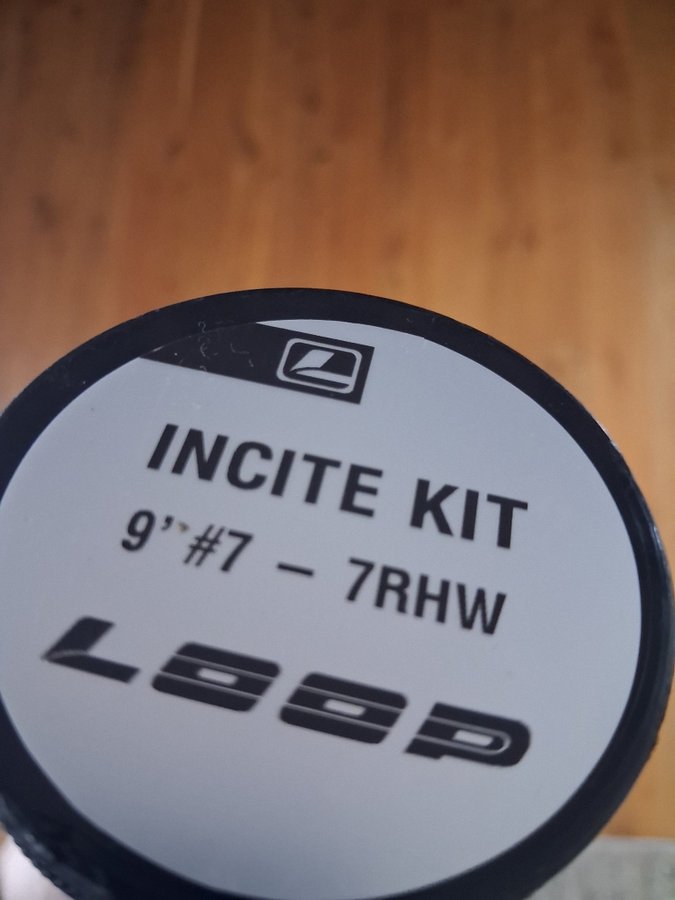 INCITE KIT
9' #7 – 7RHW
LOOP